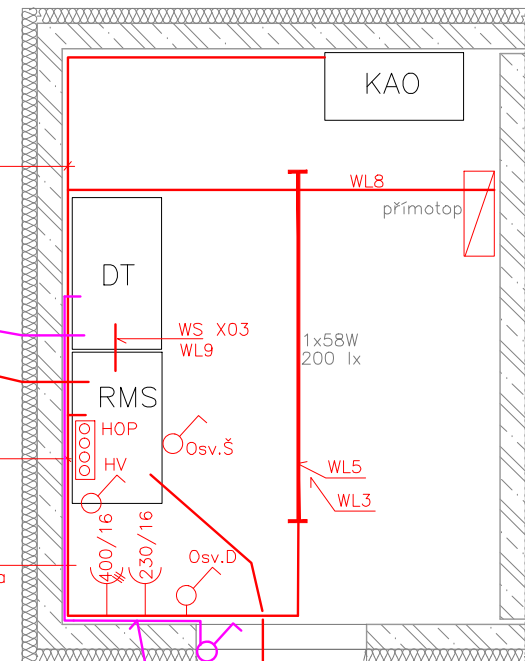 KAO
WL8
přímotop
DT
WS X03
WL9
1x58W
200 lx
RMS
HOP
Osv.Š
HV
WL5
WL3
400/16
230/16
Osv.D